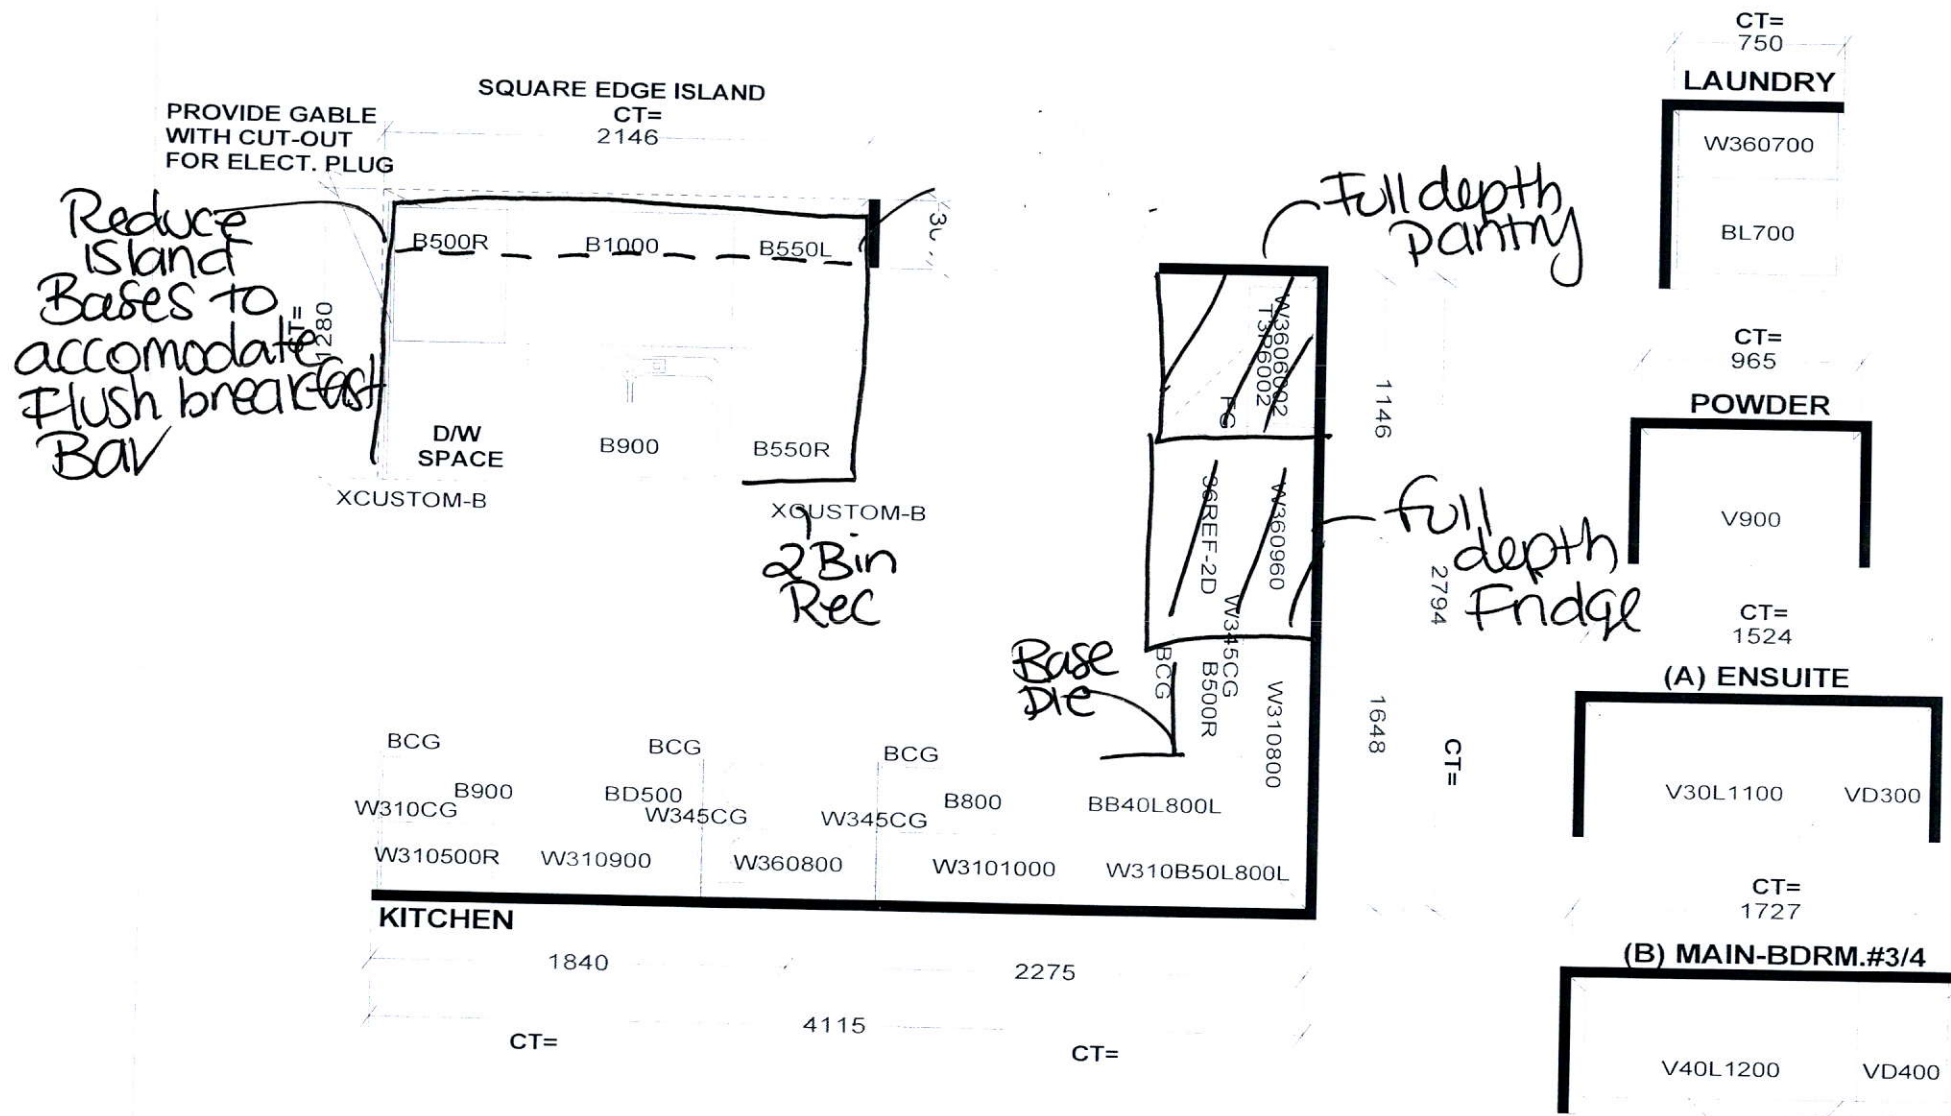 SQUARE EDGE ISLAND
CT=
2146
PROVIDE GABLE
WITH CUT-OUT
FOR ELECT. PLUG
Reduce
Island
Bases to
accomodate
Flush breakfast
Bar
CT=
1280
B500R
B1000
B550L
D/W
SPACE
B900
B550R
XCUSTOM-B
XCUSTOM-B
2 Bin
Rec
Full depth
pantry
W3606002
T3P6002
1146
36REF-2D
W360960
Full
depth
Fridge
2794
CT=
Base
DIE
BCG
W345CG
B500R
W310800
1648
BCG
BCG
BCG
B900
BD500
B800
BB40L800L
W310CG
W345CG
W345CG
W310500R
W310900
W360800
W3101000
W310B50L800L
KITCHEN
1840
2275
4115
CT=
CT=
CT=
750
LAUNDRY
W360700
BL700
CT=
965
POWDER
V900
CT=
1524
(A) ENSUITE
V30L1100
VD300
CT=
1727
(B) MAIN-BDRM.#3/4
V40L1200
VD400